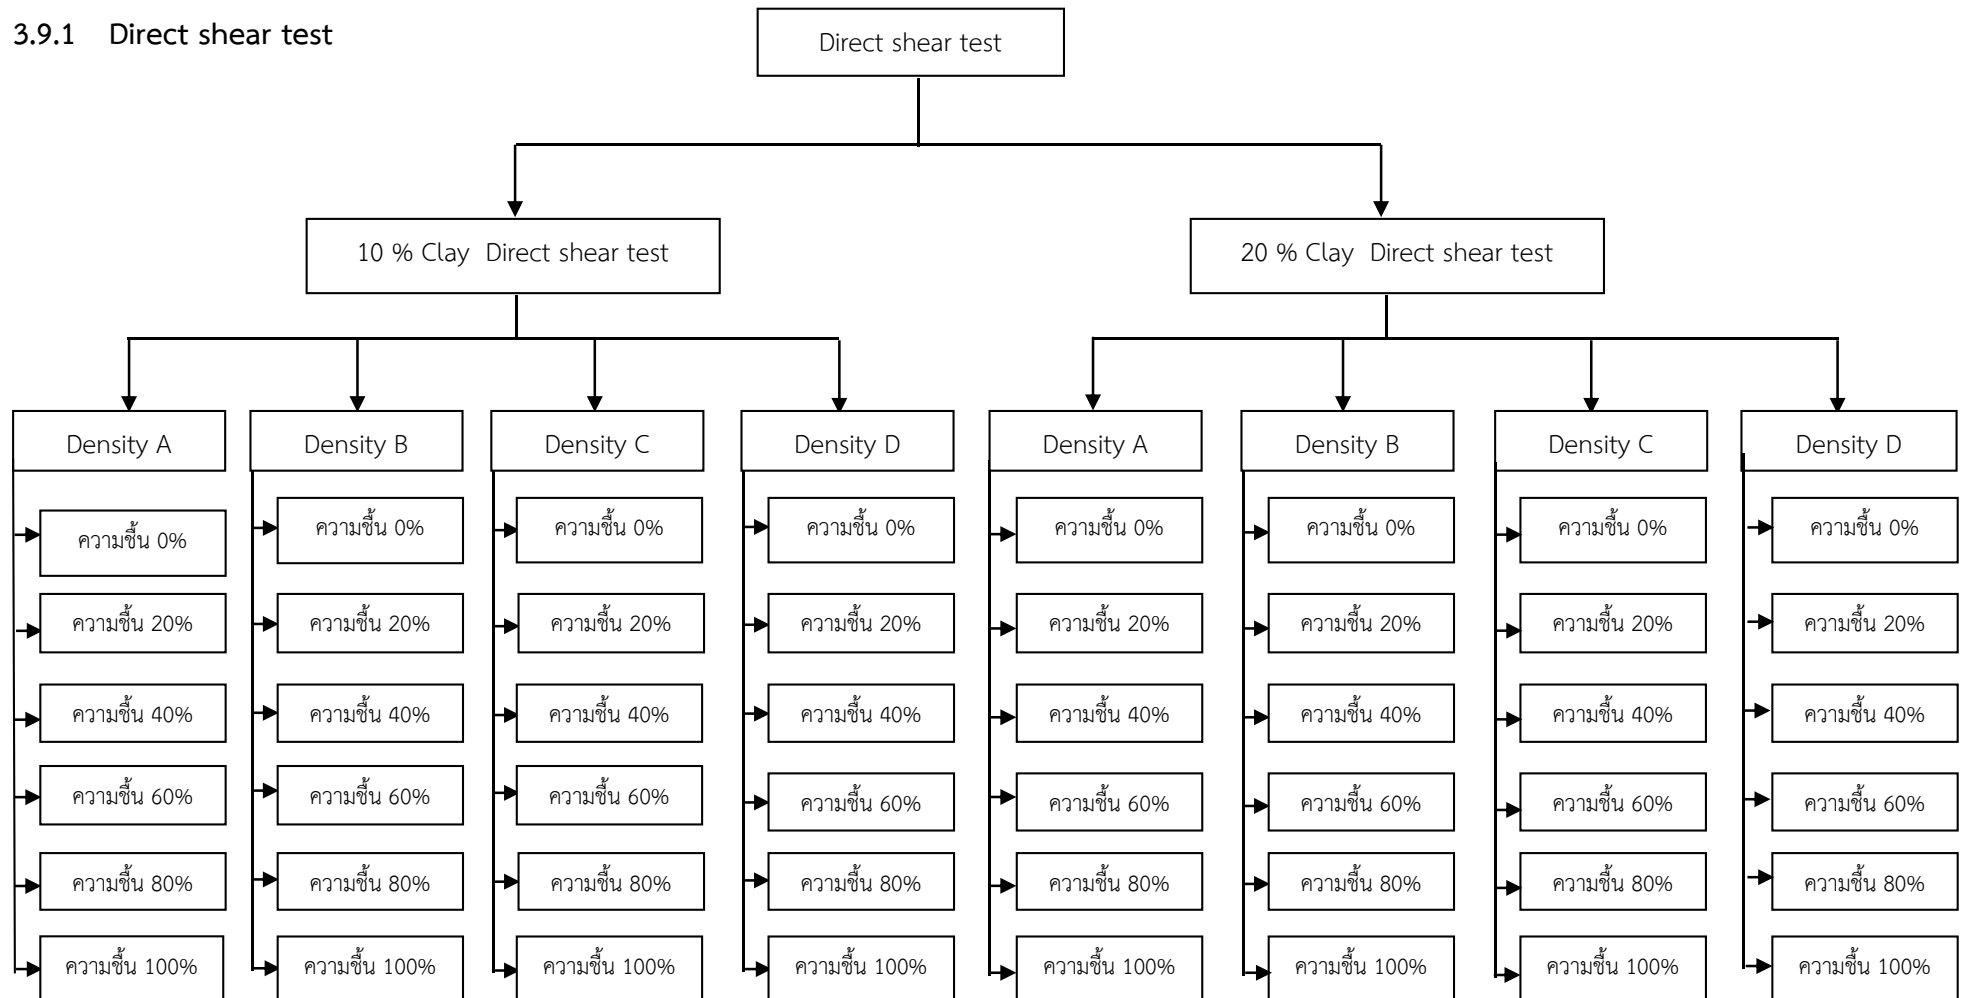 3.9.1 Direct shear test
Direct shear test
10 % Clay Direct shear test
20 % Clay Direct shear test
Density A
Density B
Density C
Density D
Density A
Density B
Density C
Density D
ความชื้น 0%
ความชื้น 0%
ความชื้น 0%
ความชื้น 0%
ความชื้น 0%
ความชื้น 0%
ความชื้น 0%
ความชื้น 0%
ความชื้น 20%
ความชื้น 20%
ความชื้น 20%
ความชื้น 20%
ความชื้น 20%
ความชื้น 20%
ความชื้น 20%
ความชื้น 20%
ความชื้น 40%
ความชื้น 40%
ความชื้น 40%
ความชื้น 40%
ความชื้น 40%
ความชื้น 40%
ความชื้น 40%
ความชื้น 40%
ความชื้น 60%
ความชื้น 60%
ความชื้น 60%
ความชื้น 60%
ความชื้น 60%
ความชื้น 60%
ความชื้น 60%
ความชื้น 60%
ความชื้น 80%
ความชื้น 80%
ความชื้น 80%
ความชื้น 80%
ความชื้น 80%
ความชื้น 80%
ความชื้น 80%
ความชื้น 80%
ความชื้น 100%
ความชื้น 100%
ความชื้น 100%
ความชื้น 100%
ความชื้น 100%
ความชื้น 100%
ความชื้น 100%
ความชื้น 100%